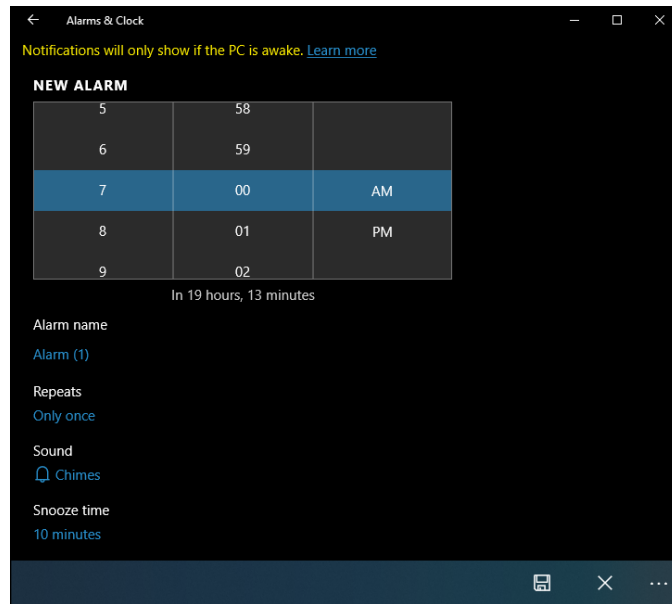 Alarms & Clock
Notifications will only show if the PC is awake. Learn more
NEW ALARM
5 58
6 59
7 00 AM
8 01 PM
9 02
In 19 hours, 13 minutes
Alarm name
Alarm (1)
Repeats
Only once
Sound
Chimes
Snooze time
10 minutes